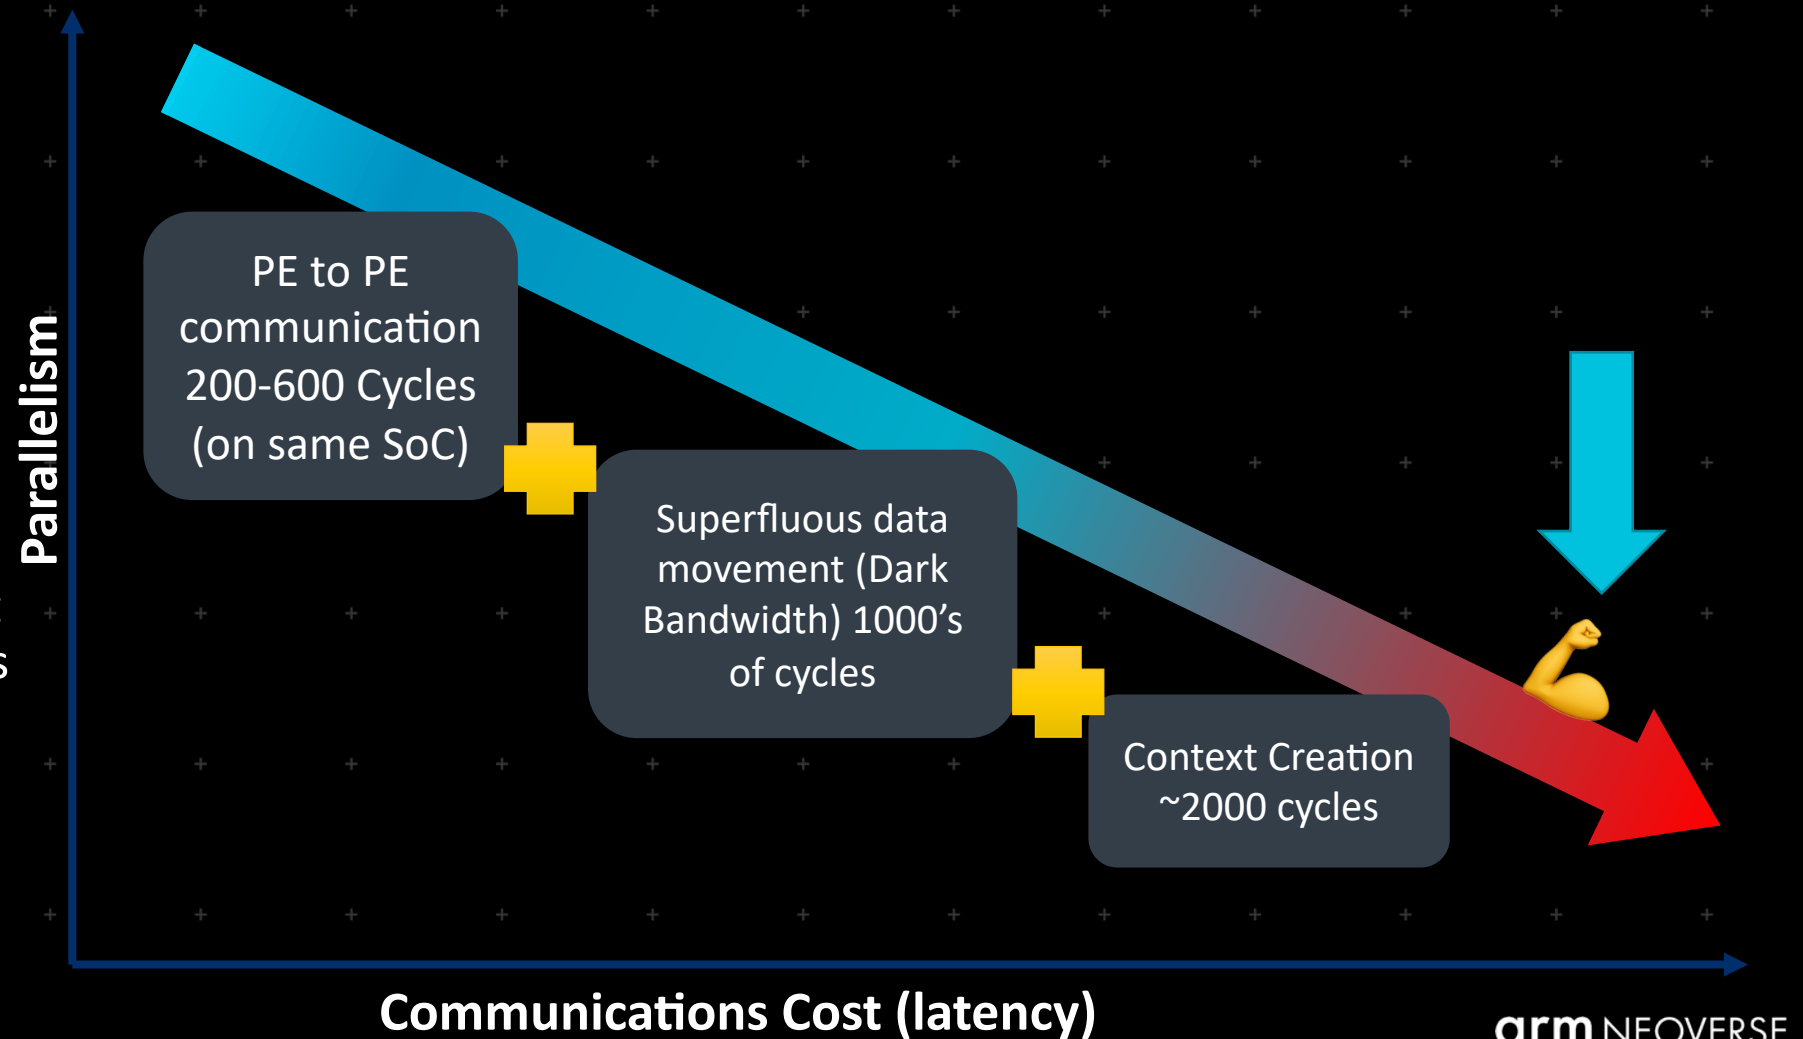 Parallelism
PE to PE
communication
200-600 Cycles
(on same SoC)
Superfluous data
movement (Dark
Bandwidth) 1000’s
of cycles
Context Creation
~2000 cycles
Communications Cost (latency)
arm NEOVERSE